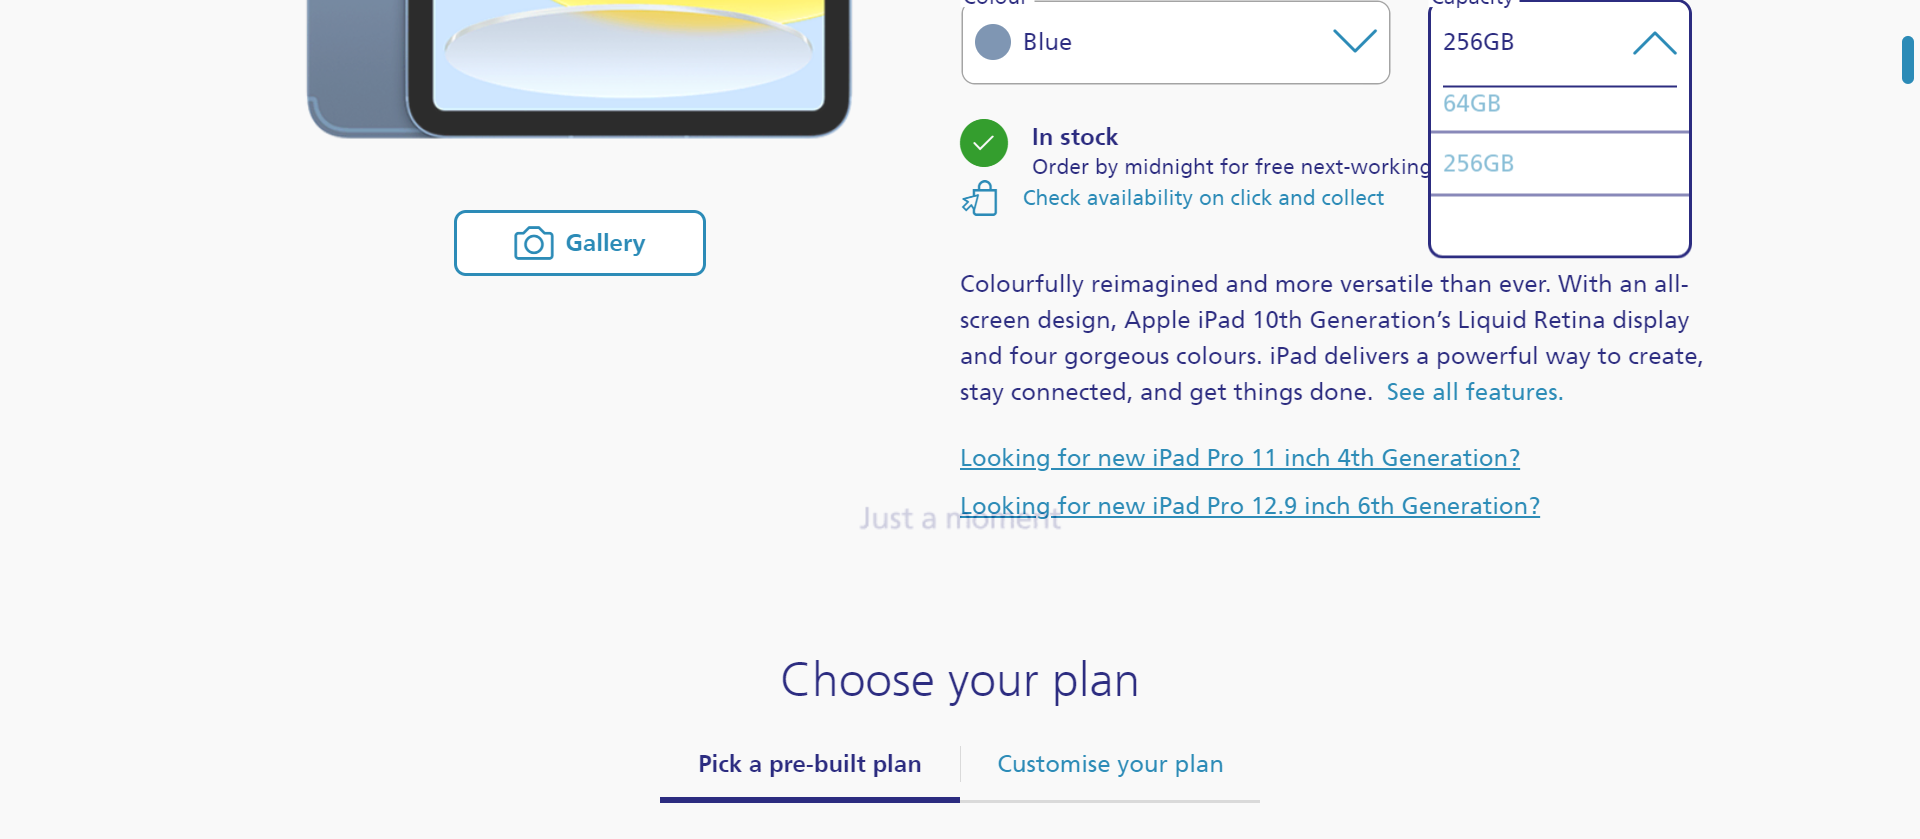 Colour
Capacity
Blue
256GB
64GB
256GB
In stock
Order by midnight for free next-working
Check availability on click and collect
Gallery
Colourfully reimagined and more versatile than ever. With an all-
screen design, Apple iPad 10th Generation’s Liquid Retina display
and four gorgeous colours. iPad delivers a powerful way to create,
stay connected, and get things done. See all features.
Looking for new iPad Pro 11 inch 4th Generation?
Looking for new iPad Pro 12.9 inch 6th Generation?
Just a moment
Choose your plan
Pick a pre-built plan
Customise your plan